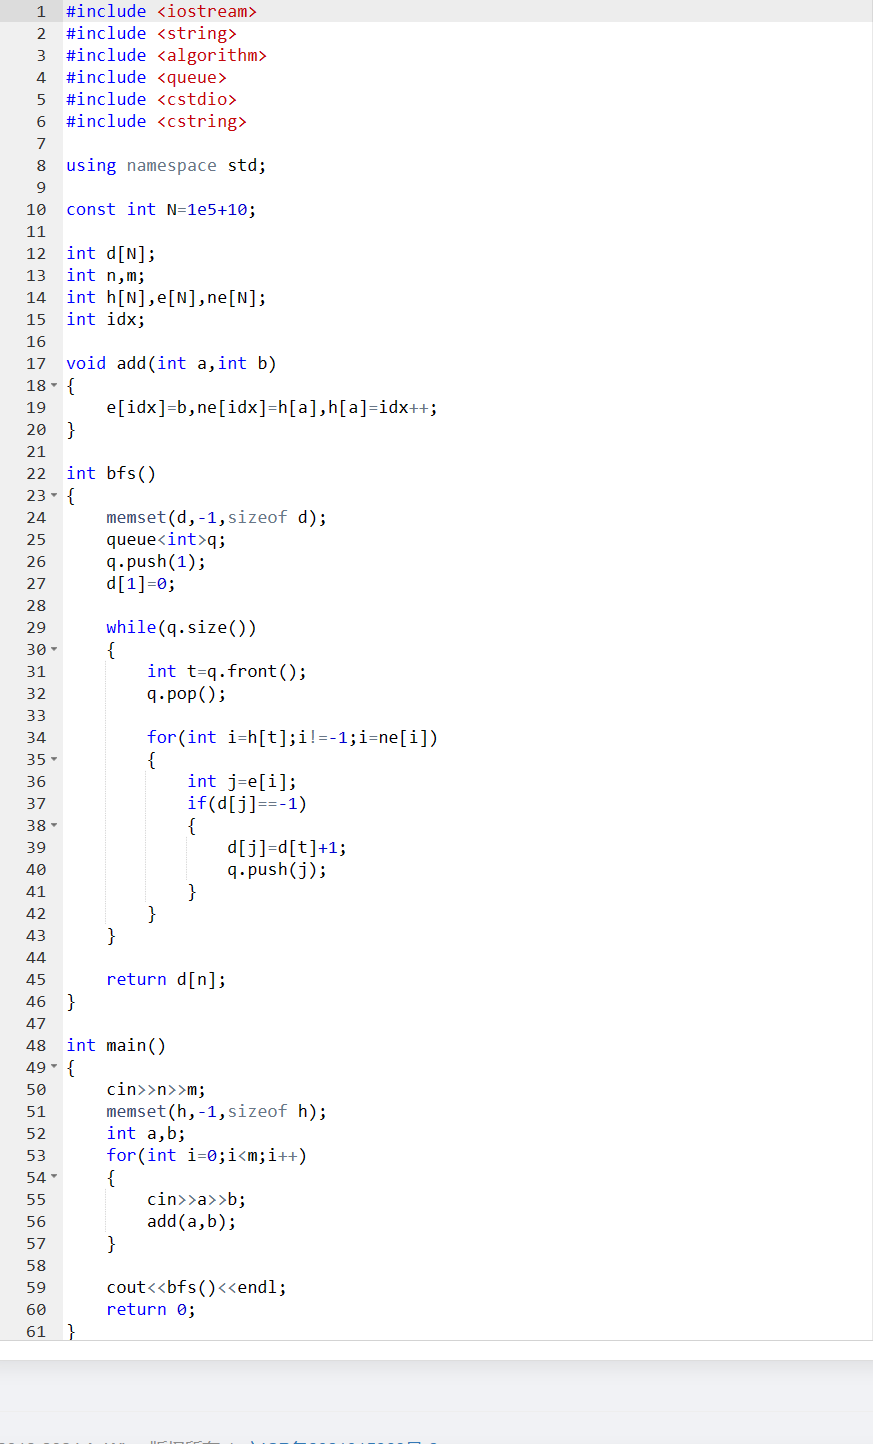 1 #include <iostream>
2 #include <string>
3 #include <algorithm>
4 #include <queue>
5 #include <cstdio>
6 #include <cstring>
7
8 using namespace std;
9
10 const int N=1e5+10;
11
12 int d[N];
13 int n,m;
14 int h[N],e[N],ne[N];
15 int idx;
16
17 void add(int a,int b)
18 {
19     e[idx]=b,ne[idx]=h[a],h[a]=idx++;
20 }
21
22 int bfs()
23 {
24     memset(d,-1,sizeof d);
25     queue<int>q;
26     q.push(1);
27     d[1]=0;
28
29     while(q.size())
30     {
31         int t=q.front();
32         q.pop();
33
34         for(int i=h[t];i!=-1;i=ne[i])
35         {
36             int j=e[i];
37             if(d[j]==-1)
38             {
39                 d[j]=d[t]+1;
40                 q.push(j);
41             }
42         }
43     }
44
45     return d[n];
46 }
47
48 int main()
49 {
50     cin>>n>>m;
51     memset(h,-1,sizeof h);
52     int a,b;
53     for(int i=0;i<m;i++)
54     {
55         cin>>a>>b;
56         add(a,b);
57     }
58
59     cout<<bfs()<<endl;
60     return 0;
61 }